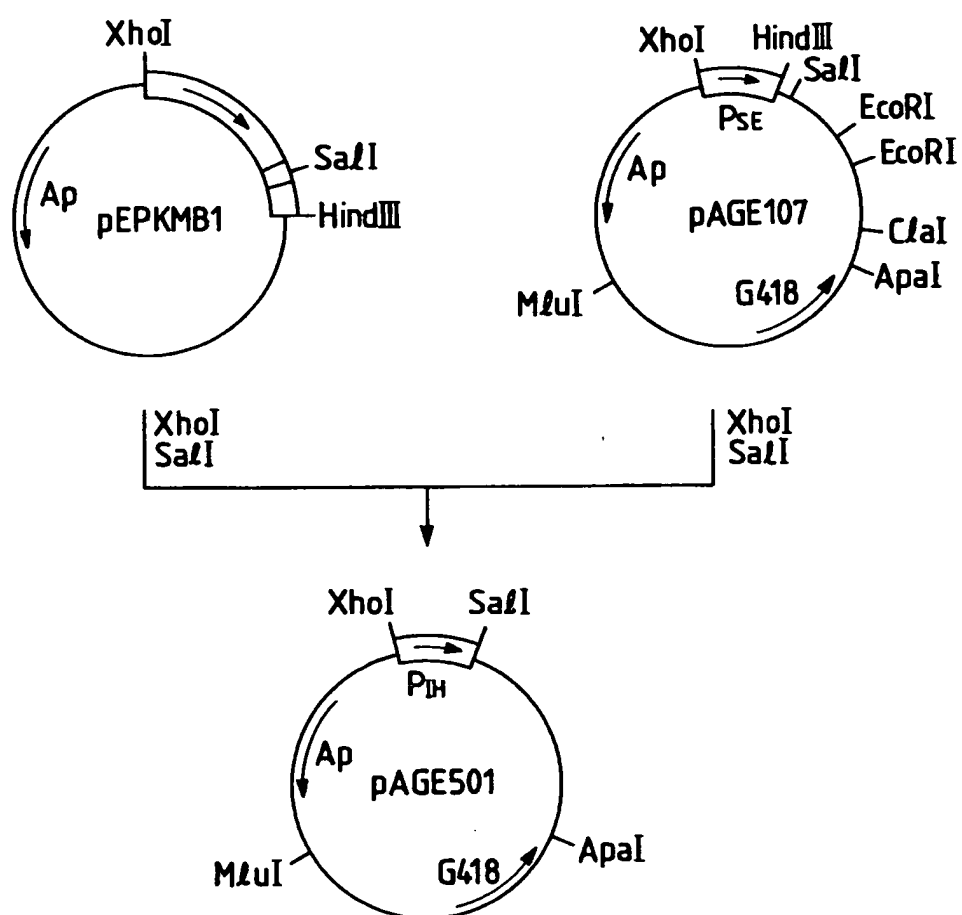 XhoI
SalI
HindIII
Ap
pEPKMB1
XhoI
HindIII
SalI
EcoRI
EcoRI
ClaI
ApaI
PSE
Ap
pAGE107
G418
MluI
XhoI
SalI
XhoI
SalI
XhoI
SalI
PIH
Ap
pAGE501
ApaI
G418
MluI